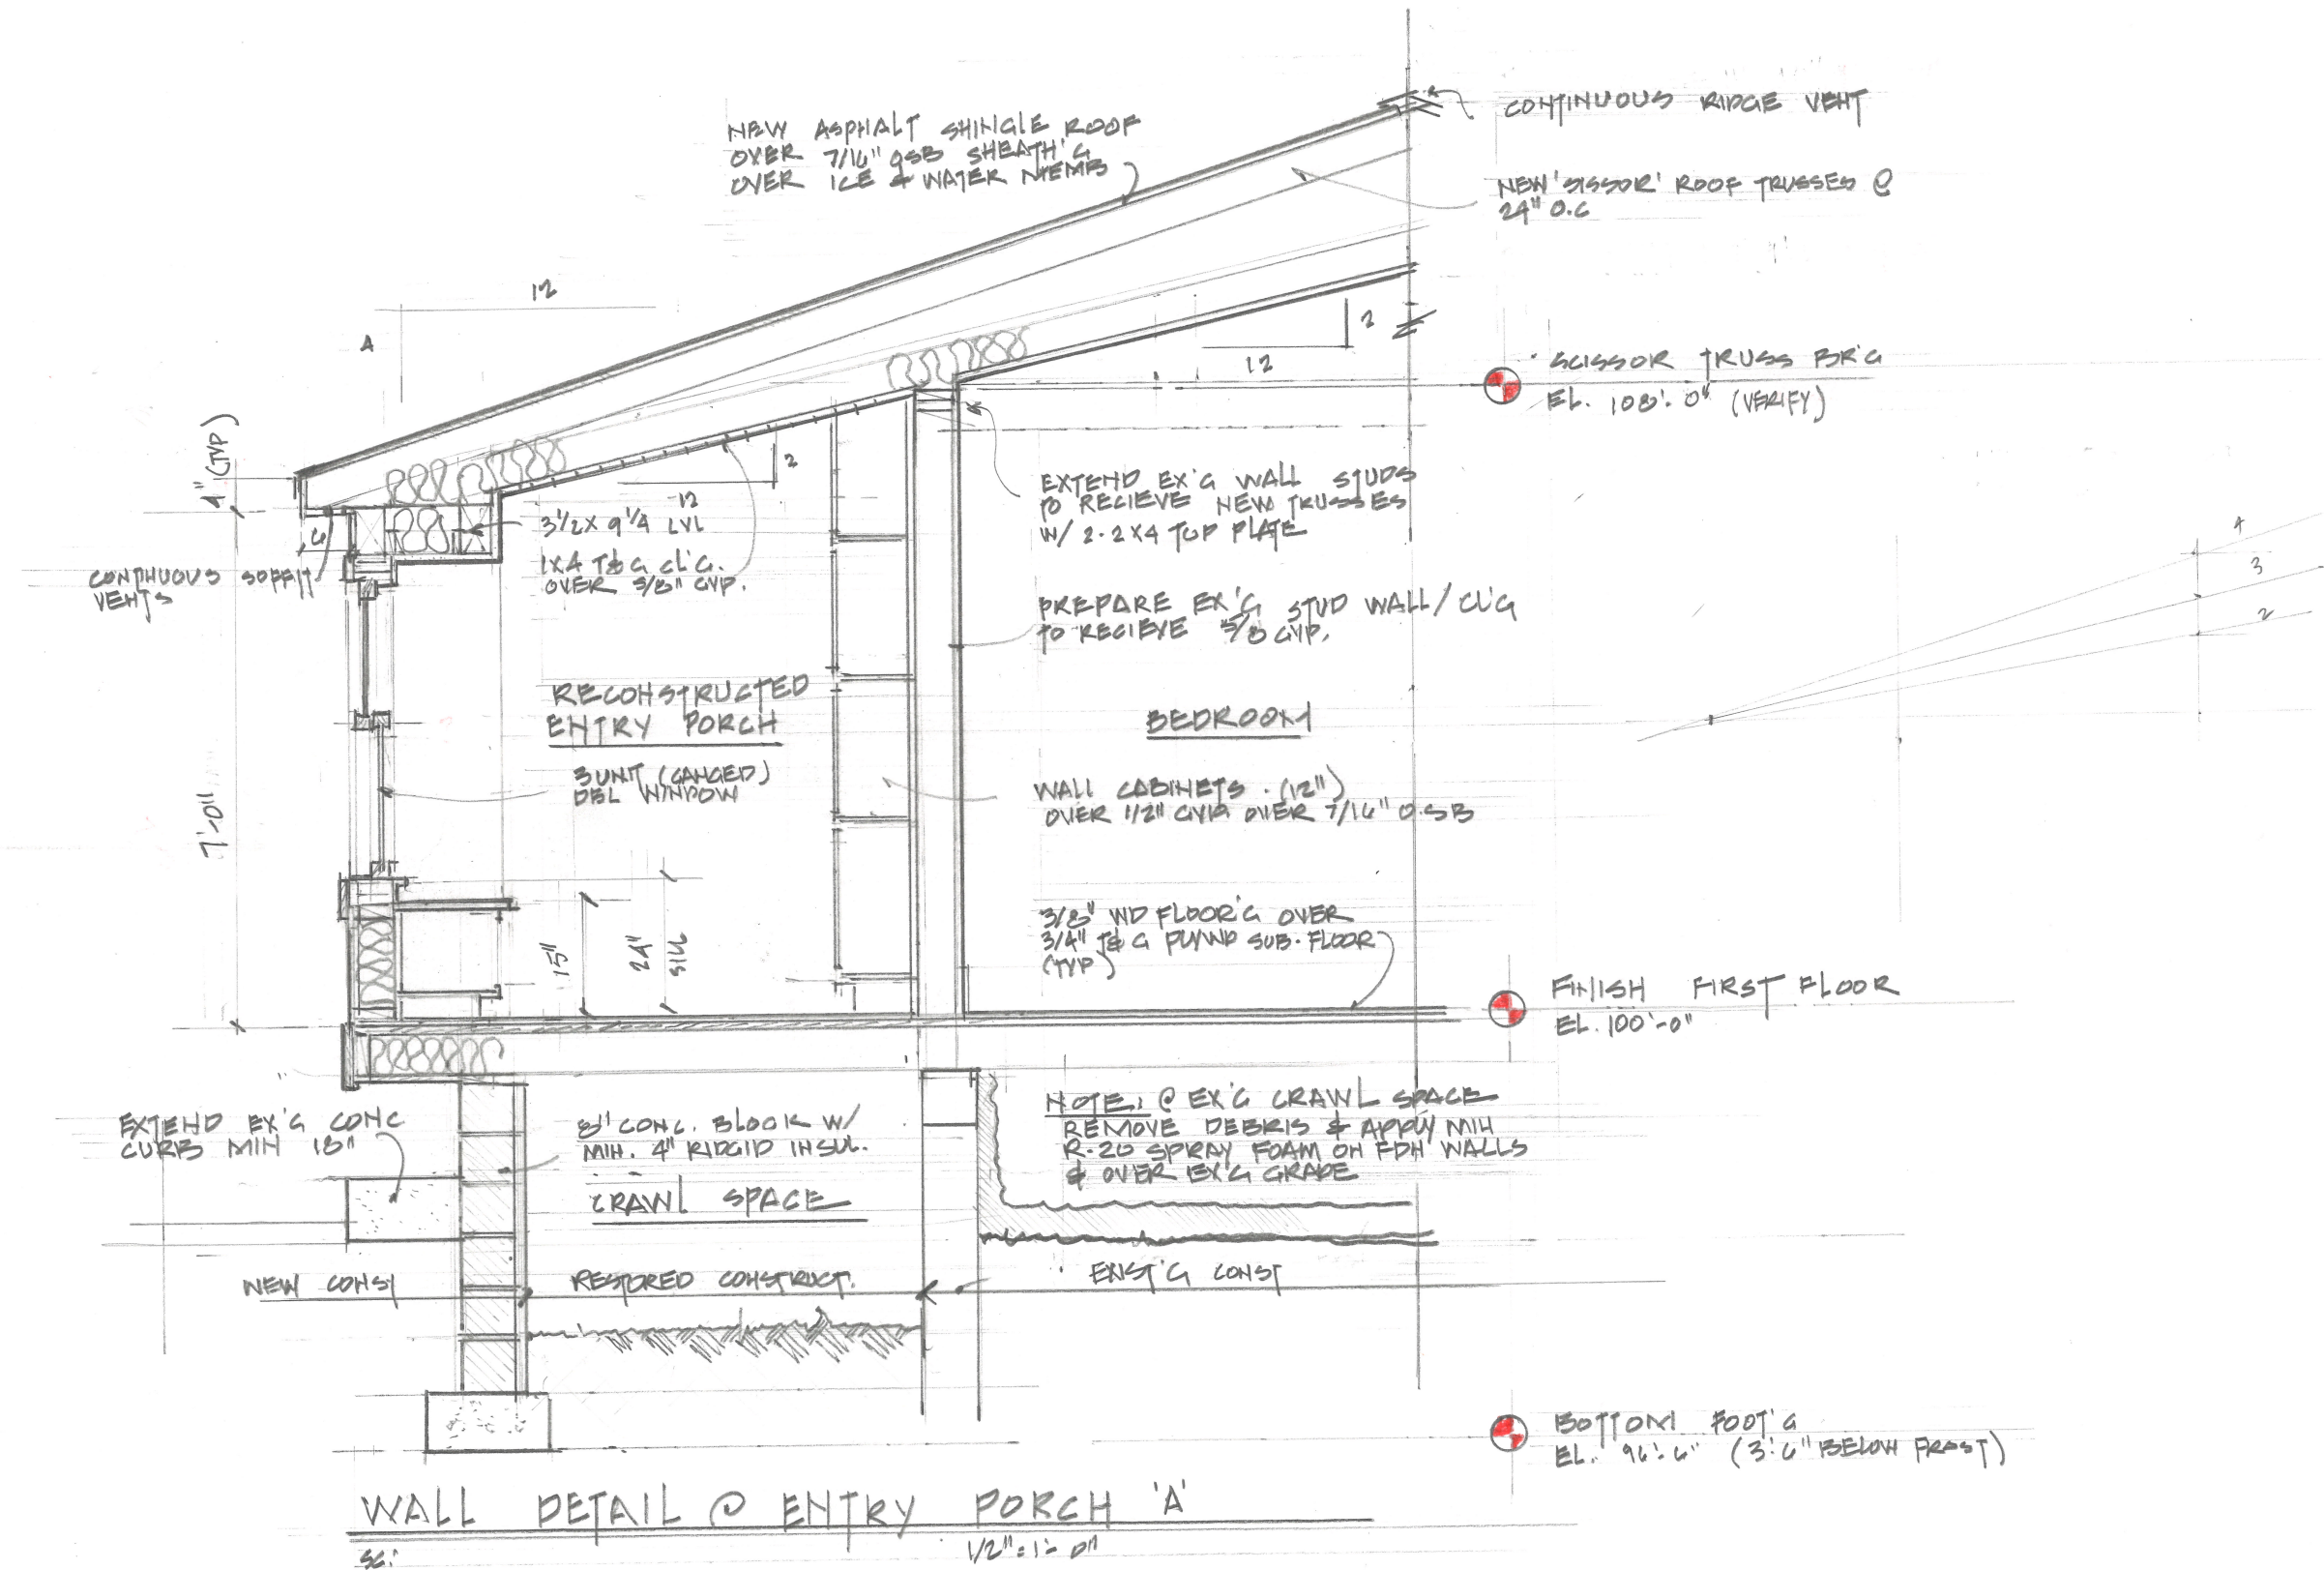 NEW ASPHALT SHINGLE ROOF
OVER 7/16" OSB SHEATH'G
OVER ICE & WATER MEMB
CONTINUOUS RIDGE VENT
NEW 'SISSOR' ROOF TRUSSES @
24" O.C
12
4
2
12
SCISSOR TRUSS BR'G
EL. 108'-0" (VERIFY)
4" (TYP)
2
12
6
CONTINUOUS SOFFIT
VENTS
3 1/2 X 9 1/4 LVL
1X4 T&G CL'G.
OVER 5/8" GYP.
EXTEND EX'G WALL STUDS
TO RECIEVE NEW TRUSSES
W/ 2-2X4 TOP PLATE
4
3
2
PREPARE EX'G STUD WALL/CL'G
TO RECIEVE 5/8 GYP.
RECONSTRUCTED
ENTRY PORCH
BEDROOM
3 UNIT (GANGED)
DBL WINDOW
WALL CABINETS. (12")
OVER 1/2" GYP OVER 7/16" O.S.B
7'-0"
15"
24"
SILL
3/8" WD FLOOR'G OVER
3/4" T&G PLYWD SUB-FLOOR
(TYP)
FINISH FIRST FLOOR
EL. 100'-0"
EXTEND EX'G CONC
CURB MIN 18"
8" CONC. BLOCK W/
MIN. 4" RIDGID INSUL.
CRAWL SPACE
NOTE: @ EX'G CRAWL SPACE
REMOVE DEBRIS & APPLY MIN
R-20 SPRAY FOAM ON FDN WALLS
& OVER EX'G GRADE
NEW CONST
RESTORED CONSTRUCT.
EXIST'G CONST
BOTTOM FOOT'G
EL. 96'-6" (3'-6" BELOW FROST)
WALL DETAIL @ ENTRY PORCH 'A'
SC:
1/2" = 1'-0"